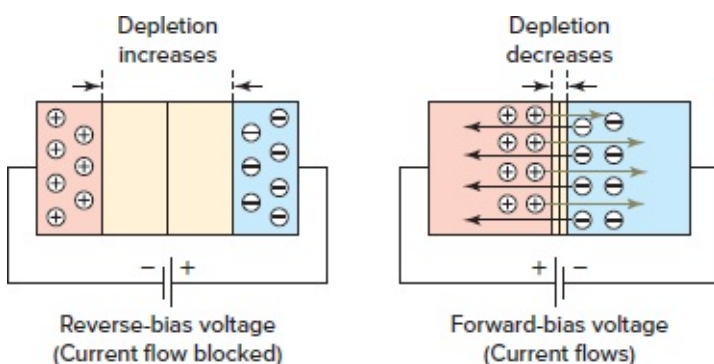 Depletion
increases
Depletion
decreases
− +
+ −
Reverse-bias voltage
(Current flow blocked)
Forward-bias voltage
(Current flows)